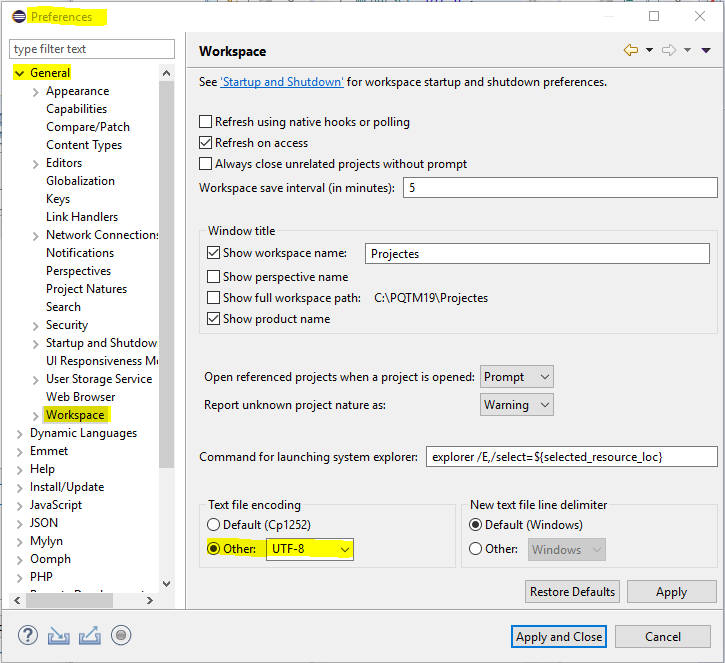 Preferences
type filter text
General
Appearance
Capabilities
Compare/Patch
Content Types
Editors
Globalization
Keys
Link Handlers
Network Connections
Notifications
Perspectives
Project Natures
Search
Security
Startup and Shutdow
UI Responsiveness Mo
User Storage Service
Web Browser
Workspace
Dynamic Languages
Emmet
Help
Install/Update
JavaScript
JSON
Mylyn
Oomph
PHP
Workspace
See 'Startup and Shutdown' for workspace startup and shutdown preferences.
Refresh using native hooks or polling
Refresh on access
Always close unrelated projects without prompt
Workspace save interval (in minutes): 5
Window title
Show workspace name: Projectes
Show perspective name
Show full workspace path: C:\PQTM19\Projectes
Show product name
Open referenced projects when a project is opened: Prompt
Report unknown project nature as: Warning
Command for launching system explorer: explorer /E,/select=${selected_resource_loc}
Text file encoding
Default (Cp1252)
Other: UTF-8
New text file line delimiter
Default (Windows)
Other: Windows
Restore Defaults
Apply
Apply and Close
Cancel